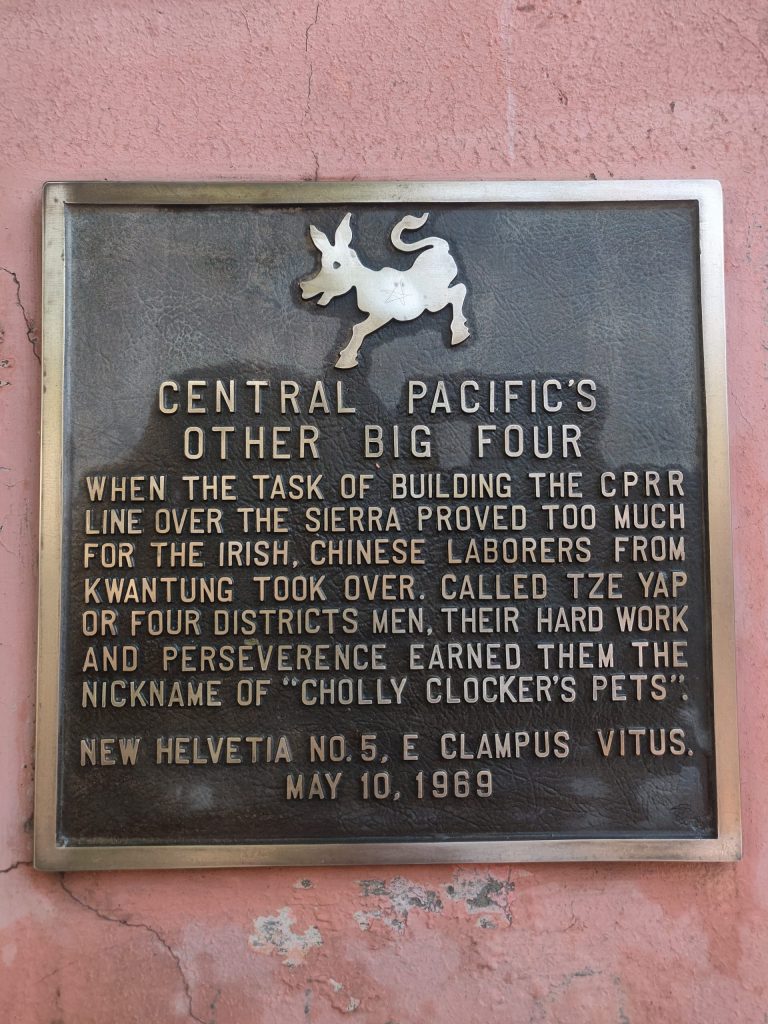 CENTRAL PACIFIC'S
OTHER BIG FOUR
WHEN THE TASK OF BUILDING THE CPRR
LINE OVER THE SIERRA PROVED TOO MUCH
FOR THE IRISH, CHINESE LABORERS FROM
KWANTUNG TOOK OVER. CALLED TZE YAP
OR FOUR DISTRICTS MEN, THEIR HARD WORK
AND PERSEVERENCE EARNED THEM THE
NICKNAME OF "CHOLLY CLOCKER'S PETS".
NEW HELVETIA NO. 5, E CLAMPUS VITUS.
MAY 10, 1969